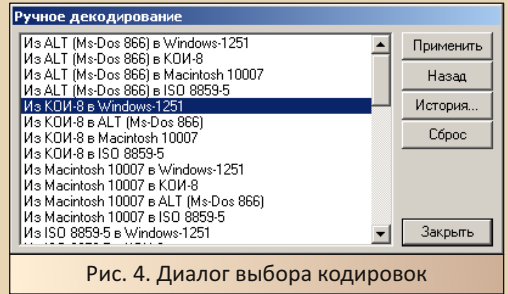 Ручное декодирование
Из ALT (Ms-Dos 866) в Windows-1251
Из ALT (Ms-Dos 866) в КОИ-8
Из ALT (Ms-Dos 866) в Macintosh 10007
Из ALT (Ms-Dos 866) в ISO 8859-5
Из КОИ-8 в Windows-1251
Из КОИ-8 в ALT (Ms-Dos 866)
Из КОИ-8 в Macintosh 10007
Из КОИ-8 в ISO 8859-5
Из Macintosh 10007 в Windows-1251
Из Macintosh 10007 в КОИ-8
Из Macintosh 10007 в ALT (Ms-Dos 866)
Из Macintosh 10007 в ISO 8859-5
Из ISO 8859-5 в Windows-1251
Применить
Назад
История...
Сброс
Закрыть
Рис. 4. Диалог выбора кодировок